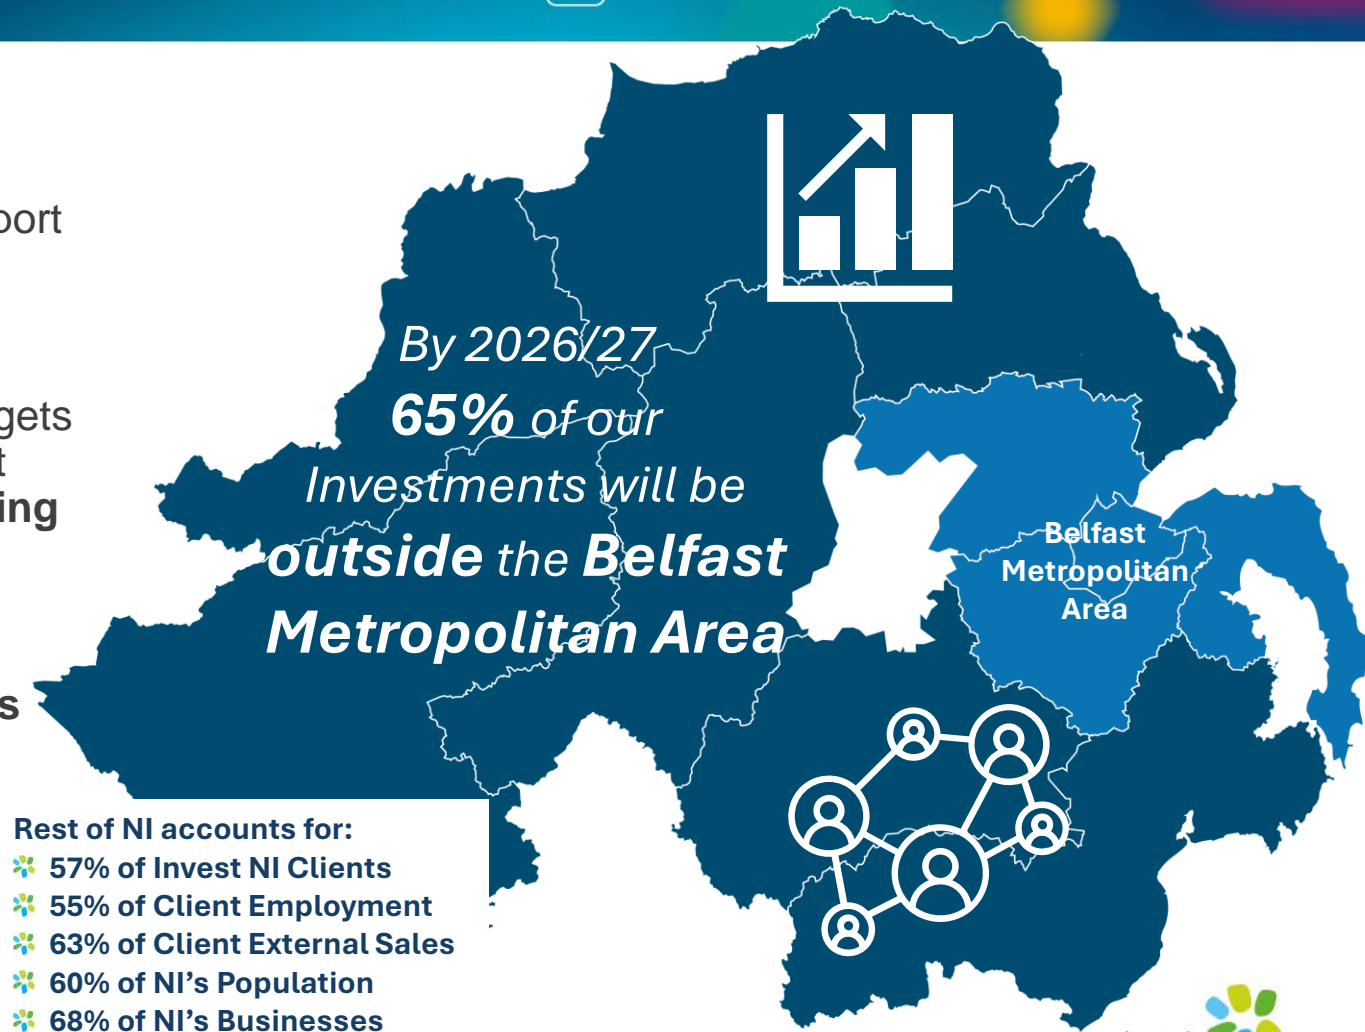 gets
ing
s
By 2026/27
65% of our
Investments will be
outside the Belfast
Metropolitan Area
Belfast
Metropolitan
Area
Rest of NI accounts for:
57% of Invest NI Clients
55% of Client Employment
63% of Client External Sales
60% of NI's Population
68% of NI's Businesses